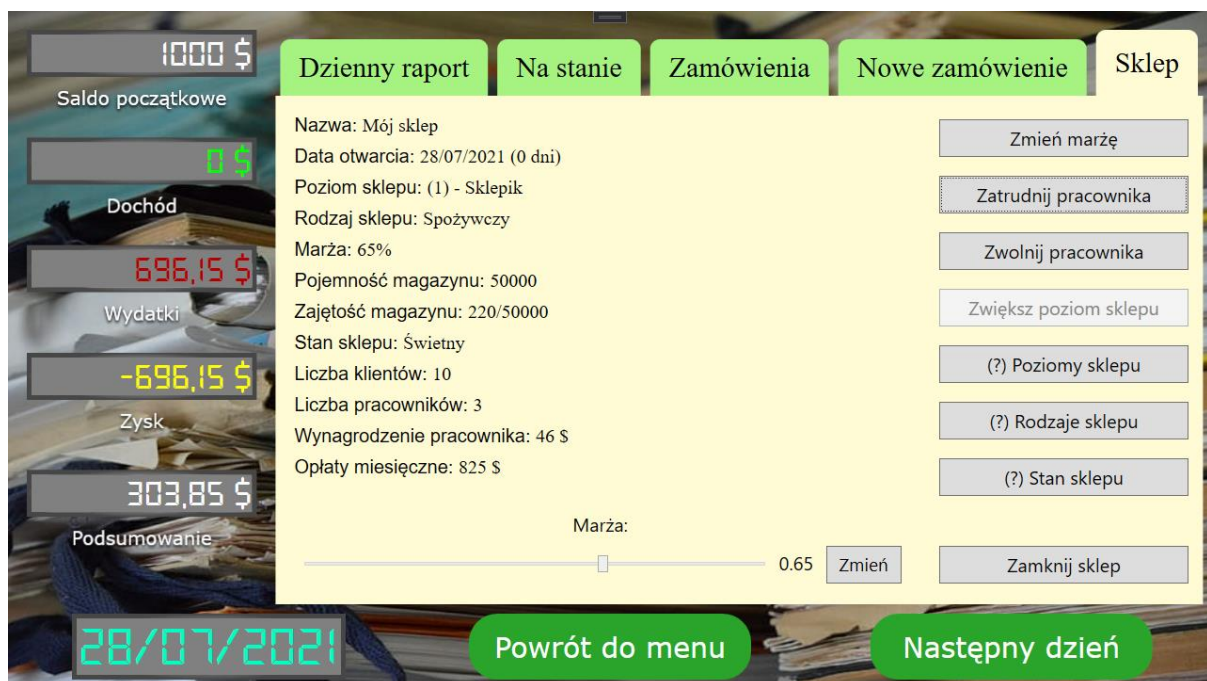 1000 $
Saldo początkowe
0 $
Dochód
696,15 $
Wydatki
-696,15 $
Zysk
303,85 $
Podsumowanie
Dzienny raport
Na stanie
Zamówienia
Nowe zamówienie
Sklep
Nazwa: Mój sklep
Data otwarcia: 28/07/2021 (0 dni)
Poziom sklepu: (1) - Sklepik
Rodzaj sklepu: Spożywczy
Marża: 65%
Pojemność magazynu: 50000
Zajętość magazynu: 220/50000
Stan sklepu: Świetny
Liczba klientów: 10
Liczba pracowników: 3
Wynagrodzenie pracownika: 46 $
Opłaty miesięczne: 825 $
Zmień marżę
Zatrudnij pracownika
Zwolnij pracownika
Zwiększ poziom sklepu
(?) Poziomy sklepu
(?) Rodzaje sklepu
(?) Stan sklepu
Marża:
0.65
Zmień
Zamknij sklep
28/07/2021
Powrót do menu
Następny dzień